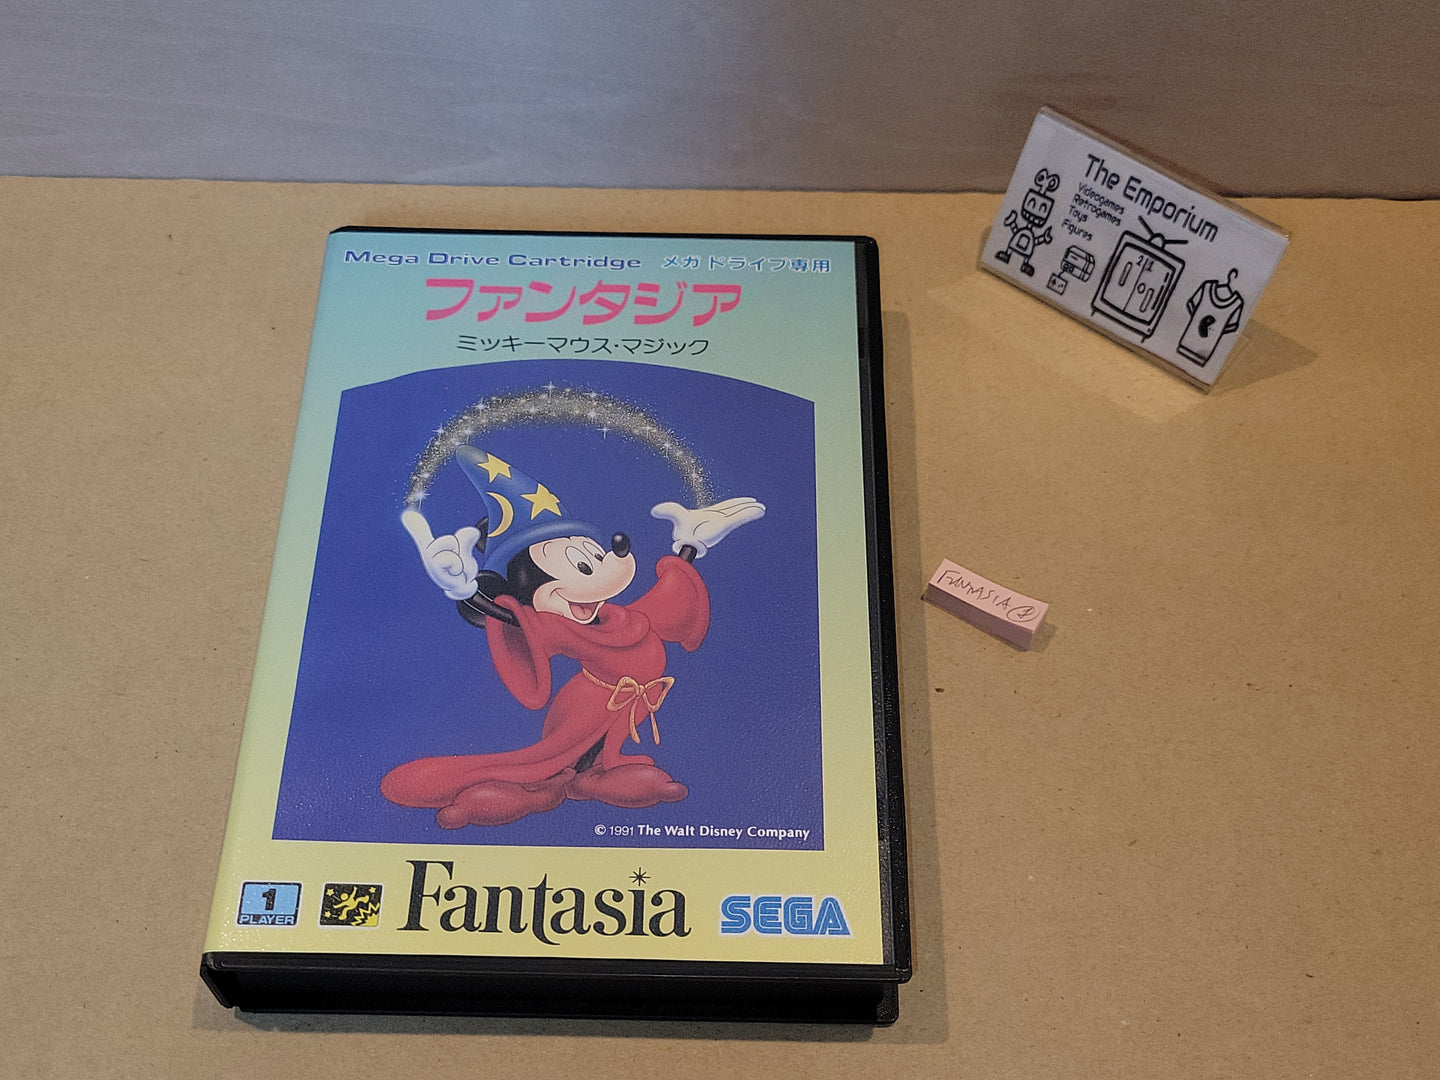 Mega Drive Cartridge メガドライブ専用
ファンタジア
ミッキーマウス・マジック
© 1991 The Walt Disney Company
1
PLAYER
Fantasia
SEGA
The Emporium
Videogames
Retrogames
Toys
Figures
FANTASIA